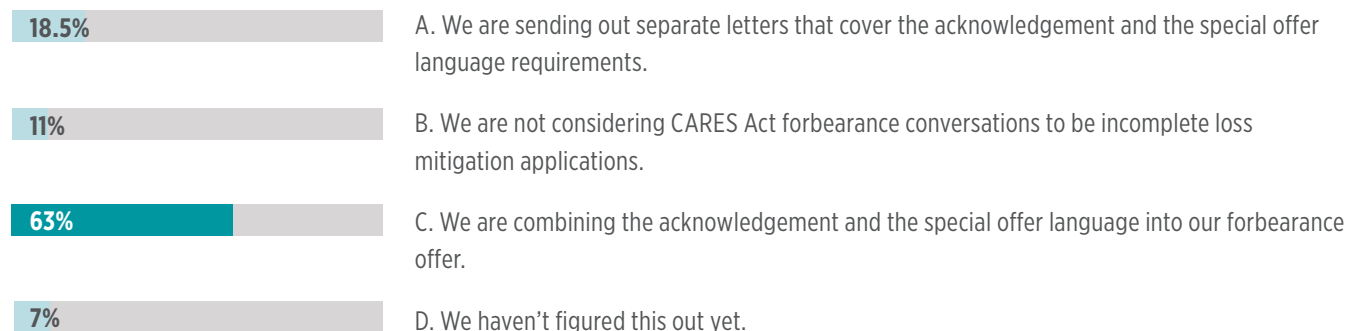 18.5%
A. We are sending out separate letters that cover the acknowledgement and the special offer
language requirements.
11%
B. We are not considering CARES Act forbearance conversations to be incomplete loss
mitigation applications.
63%
C. We are combining the acknowledgement and the special offer language into our forbearance
offer.
7%
D. We haven’t figured this out yet.